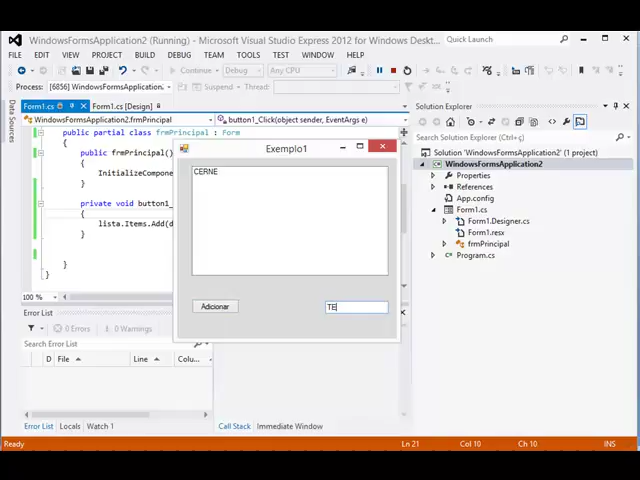 WindowsFormsApplication2 (Running) - Microsoft Visual Studio Express 2012 for Windows Deskt...
Quick Launch
FILE EDIT VIEW PROJECT BUILD DEBUG TEAM TOOLS TEST WINDOW HELP
Continue Debug Any CPU
Process: [6856] WindowsFormsApplication. Suspend
Data Sources
Form1.cs Form1.cs [Design]
WindowsFormsApplication2.frmPrincipal button1_Click(object sender, EventArgs e)
public partial class frmPrincipal : Form
{
public frmPrincipal()
{
InitializeCompone
}
private void button1_
{
lista.Items.Add(d
}
}
}
100 %
Exemplo1
CERNE
Adicionar
TE
Error List
0 Errors 0 Warnings
Search Error List
D File Line Colu...
Error List Locals Watch 1
Call Stack Immediate Window
Solution Explorer
Search Solution Explorer (Ctrl+ç)
Solution 'WindowsFormsApplication2' (1 project)
WindowsFormsApplication2
Properties
References
App.config
Form1.cs
Form1.Designer.cs
Form1.resx
frmPrincipal
Program.cs
Ready Ln 21 Col 10 Ch 10 INS